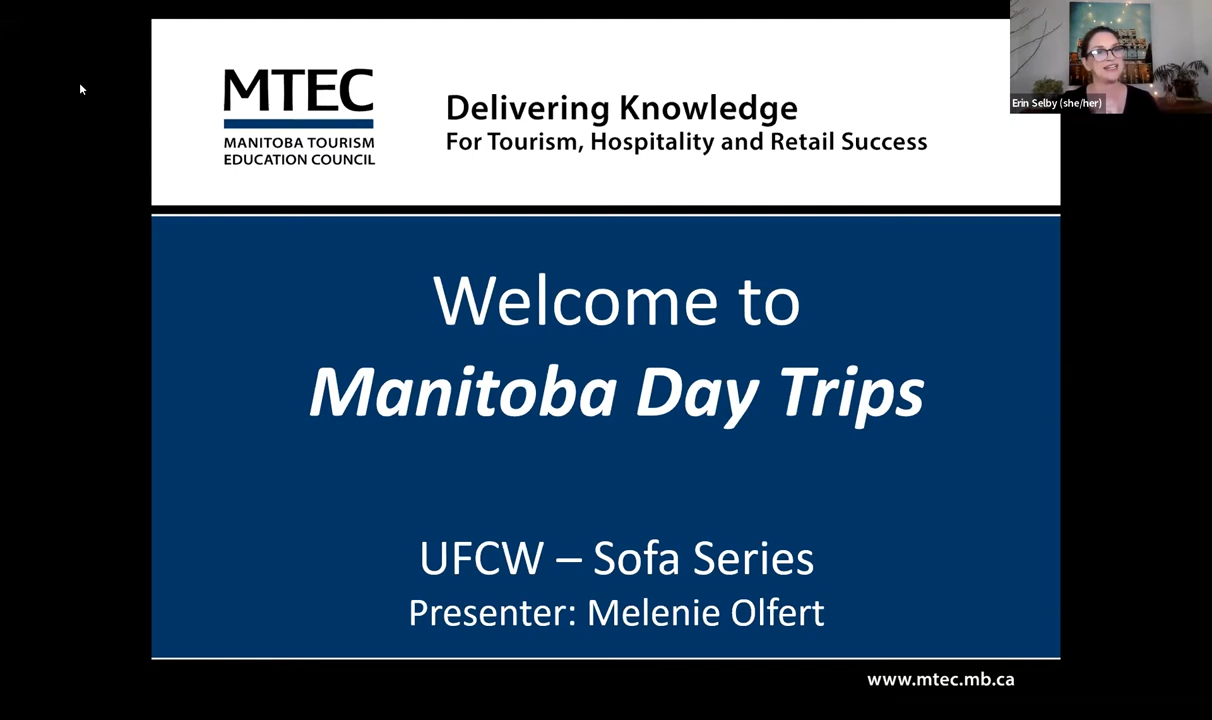 MTEC
MANITOBA TOURISM
EDUCATION COUNCIL
Delivering Knowledge
For Tourism, Hospitality and Retail Success
Erin Selby (she/her)
Welcome to
Manitoba Day Trips
UFCW – Sofa Series
Presenter: Melenie Olfert
www.mtec.mb.ca